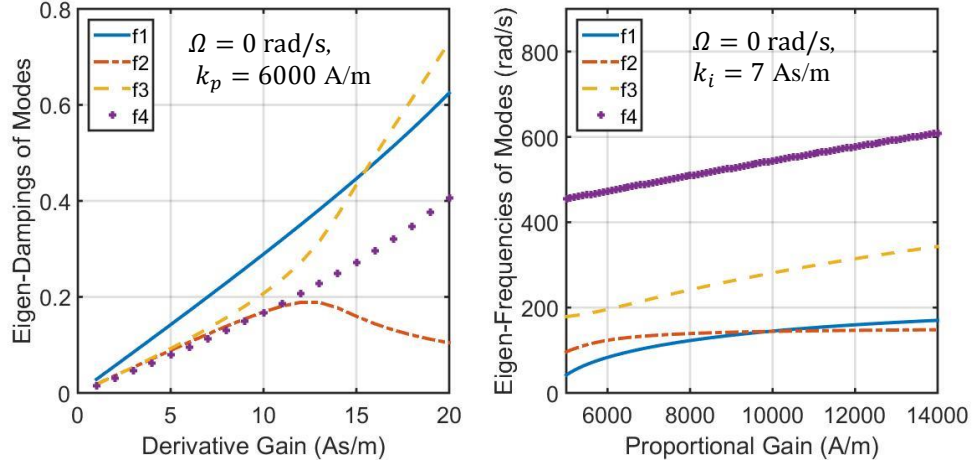 Eigen-Dampings of Modes
0.8
0.6
0.4
0.2
0
f1
f2
f3
f4
Ω = 0 rad/s,
k_p = 6000 A/m
0 5 10 15 20
Derivative Gain (As/m)
Eigen-Frequencies of Modes (rad/s)
800
600
400
200
0
f1
f2
f3
f4
Ω = 0 rad/s,
k_i = 7 As/m
6000 8000 10000 12000 14000
Proportional Gain (A/m)